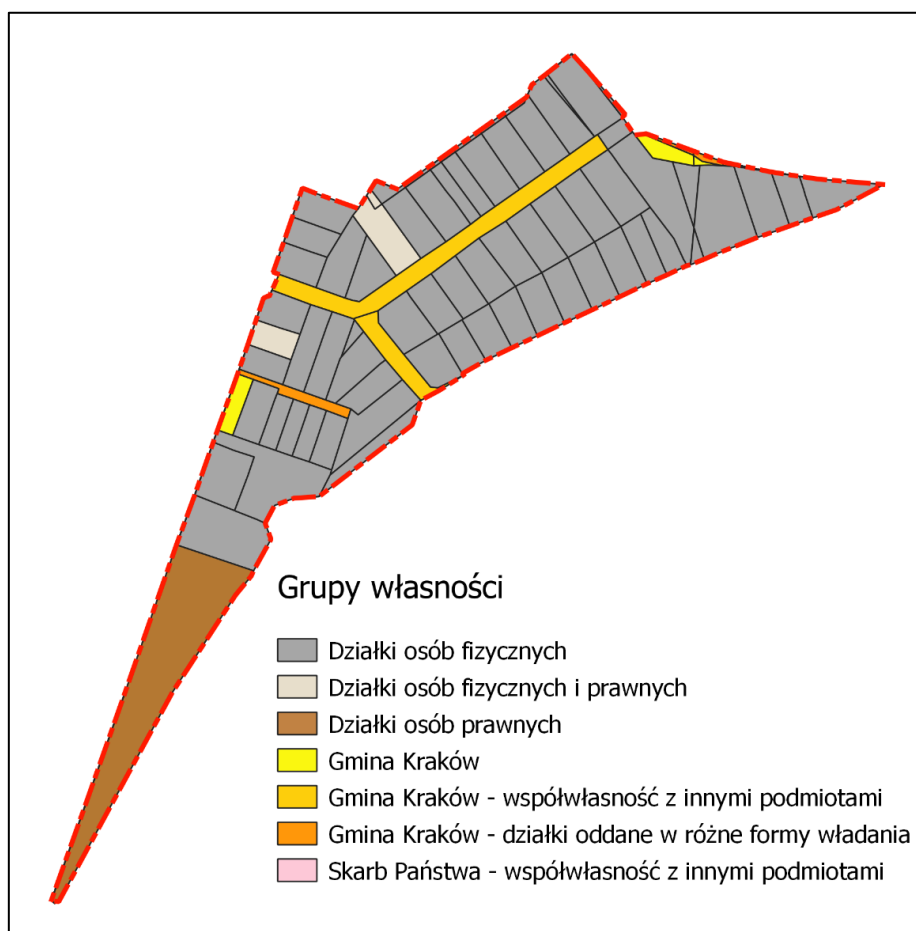 Grupy własności
Działki osób fizycznych
Działki osób fizycznych i prawnych
Działki osób prawnych
Gmina Kraków
Gmina Kraków - współwłasność z innymi podmiotami
Gmina Kraków - działki oddane w różne formy władania
Skarb Państwa - współwłasność z innymi podmiotami